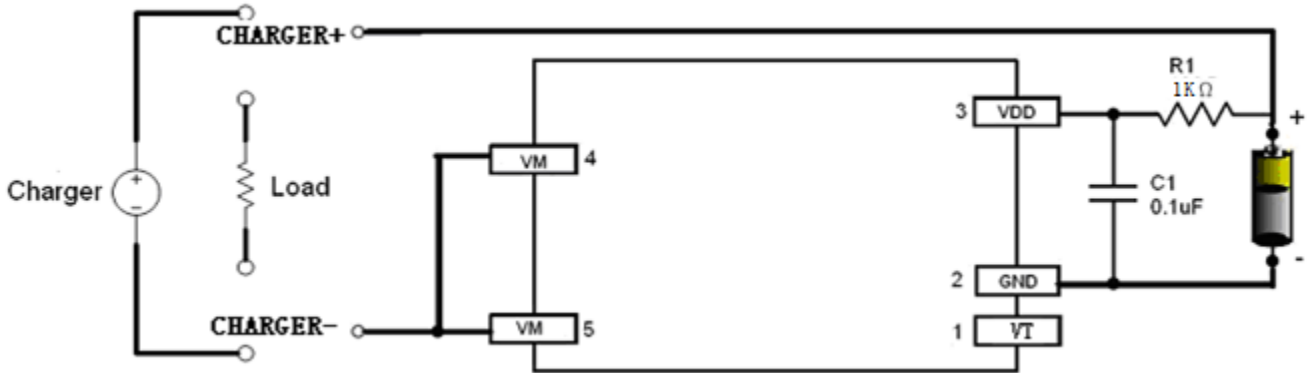 CHARGER+
R1
1KΩ
3 VDD
+
VM 4
+
-
Charger
Load
C1
0.1uF
2 GND
-
CHARGER-
VM 5
1 VT